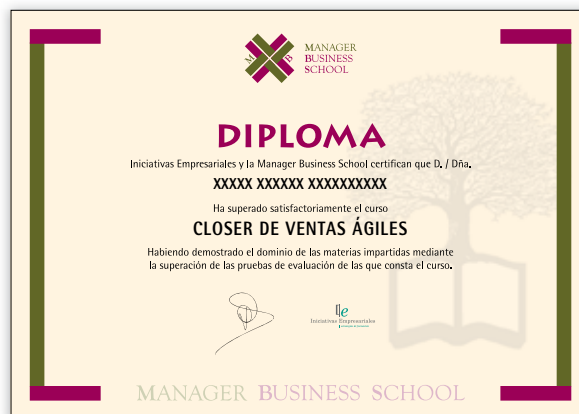 M B
MANAGER
BUSINESS
SCHOOL
DIPLOMA
Iniciativas Empresariales y la Manager Business School certifican que D. / Dña.
XXXXX XXXXXX XXXXXXXXXX
Ha superado satisfactoriamente el curso
CLOSER DE VENTAS ÁGILES
Habiendo demostrado el dominio de las materias impartidas mediante
la superación de las pruebas de evaluación de las que consta el curso.
Iniciativas Empresariales
MANAGER BUSINESS SCHOOL